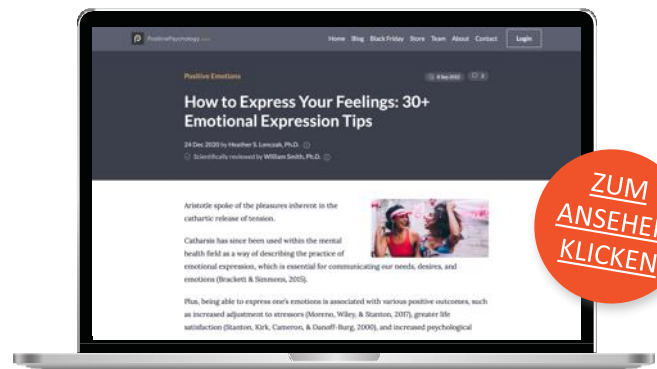 PositivePsychology.com
Home Blog Black Friday Store Team About Contact Login
Positive Emotions
2
How to Express Your Feelings: 30+
Emotional Expression Tips
24 Dec 2020 by Heather S. Lonczak, Ph.D.
Scientifically reviewed by William Smith, Ph.D.
Aristotle spoke of the pleasures inherent in the
cathartic release of tension.
Catharsis has since been used within the mental
health field as a way of describing the practice of
emotional expression, which is essential for communicating our needs, desires, and
emotions (Brackett & Simmons, 2015).
Plus, being able to express one's emotions is associated with various positive outcomes, such
as increased adjustment to stressors (Moreno, Wiley, & Stanton, 2017), greater life
satisfaction (Stanton, Kirk, Cameron, & Danoff-Burg, 2000), and increased psychological
ZUM
ANSEHEN
KLICKEN